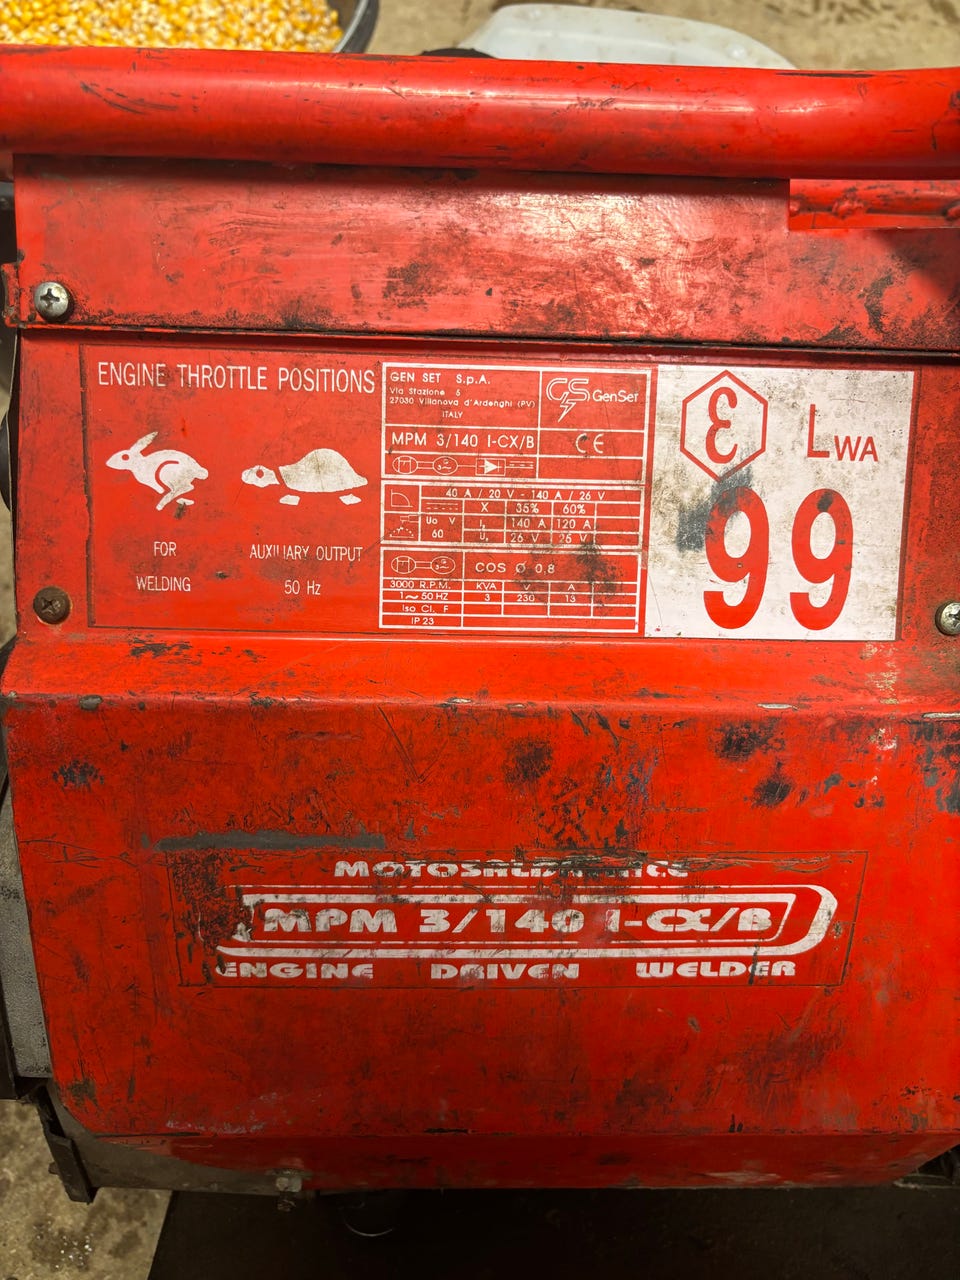 ENGINE THROTTLE POSITIONS
FOR
WELDING
AUXILIARY OUTPUT
50 Hz
GEN SET S.p.A.
Via Stazione 5
27030 Villanova d'Ardenghi (PV)
ITALY
GS GenSet
MPM 3/140 I-CX/B
CE
3~
40 A / 20 V - 140 A / 26 V
X 35% 60%
Uo V
60
I₂ 140 A 120 A
U₂ 26 V 25 V
COS Ø 0.8
3000 R.P.M. KVA V A
1~ 50 HZ 3 230 13
Iso Cl. F
IP 23
ε
LWA
99
MPM 3/140 I-CX/B
ENGINE DRIVEN WELDER